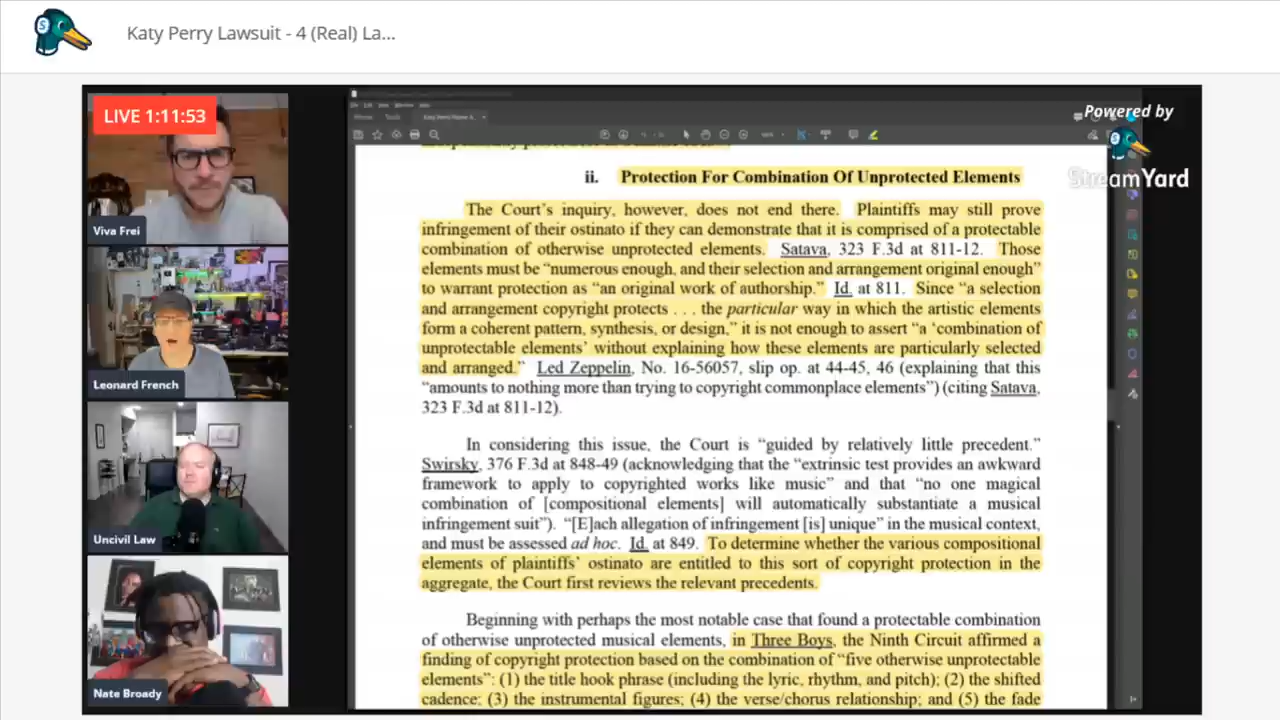 Katy Perry Lawsuit - 4 (Real) La...
LIVE 1:11:53
Viva Frei
Leonard French
Uncivil Law
Nate Broady
Powered by
StreamYard
ii. Protection For Combination Of Unprotected Elements
The Court's inquiry, however, does not end there. Plaintiffs may still prove
infringement of their ostinato if they can demonstrate that it is comprised of a protectable
combination of otherwise unprotected elements. Satava, 323 F.3d at 811-12. Those
elements must be “numerous enough, and their selection and arrangement original enough”
to warrant protection as “an original work of authorship.” Id. at 811. Since “a selection
and arrangement copyright protects . . . the particular way in which the artistic elements
form a coherent pattern, synthesis, or design,” it is not enough to assert “a ‘combination of
unprotectable elements’ without explaining how these elements are particularly selected
and arranged.” Led Zeppelin, No. 16-56057, slip op. at 44-45, 46 (explaining that this
“amounts to nothing more than trying to copyright commonplace elements”) (citing Satava,
323 F.3d at 811-12).
In considering this issue, the Court is “guided by relatively little precedent.”
Swirsky, 376 F.3d at 848-49 (acknowledging that the “extrinsic test provides an awkward
framework to apply to copyrighted works like music” and that “no one magical
combination of [compositional elements] will automatically substantiate a musical
infringement suit”). “[E]ach allegation of infringement [is] unique” in the musical context,
and must be assessed ad hoc. Id. at 849. To determine whether the various compositional
elements of plaintiffs’ ostinato are entitled to this sort of copyright protection in the
aggregate, the Court first reviews the relevant precedents.
Beginning with perhaps the most notable case that found a protectable combination
of otherwise unprotected musical elements, in Three Boys, the Ninth Circuit affirmed a
finding of copyright protection based on the combination of “five otherwise unprotectable
elements”: (1) the title hook phrase (including the lyric, rhythm, and pitch); (2) the shifted
cadence; (3) the instrumental figures; (4) the verse/chorus relationship; and (5) the fade